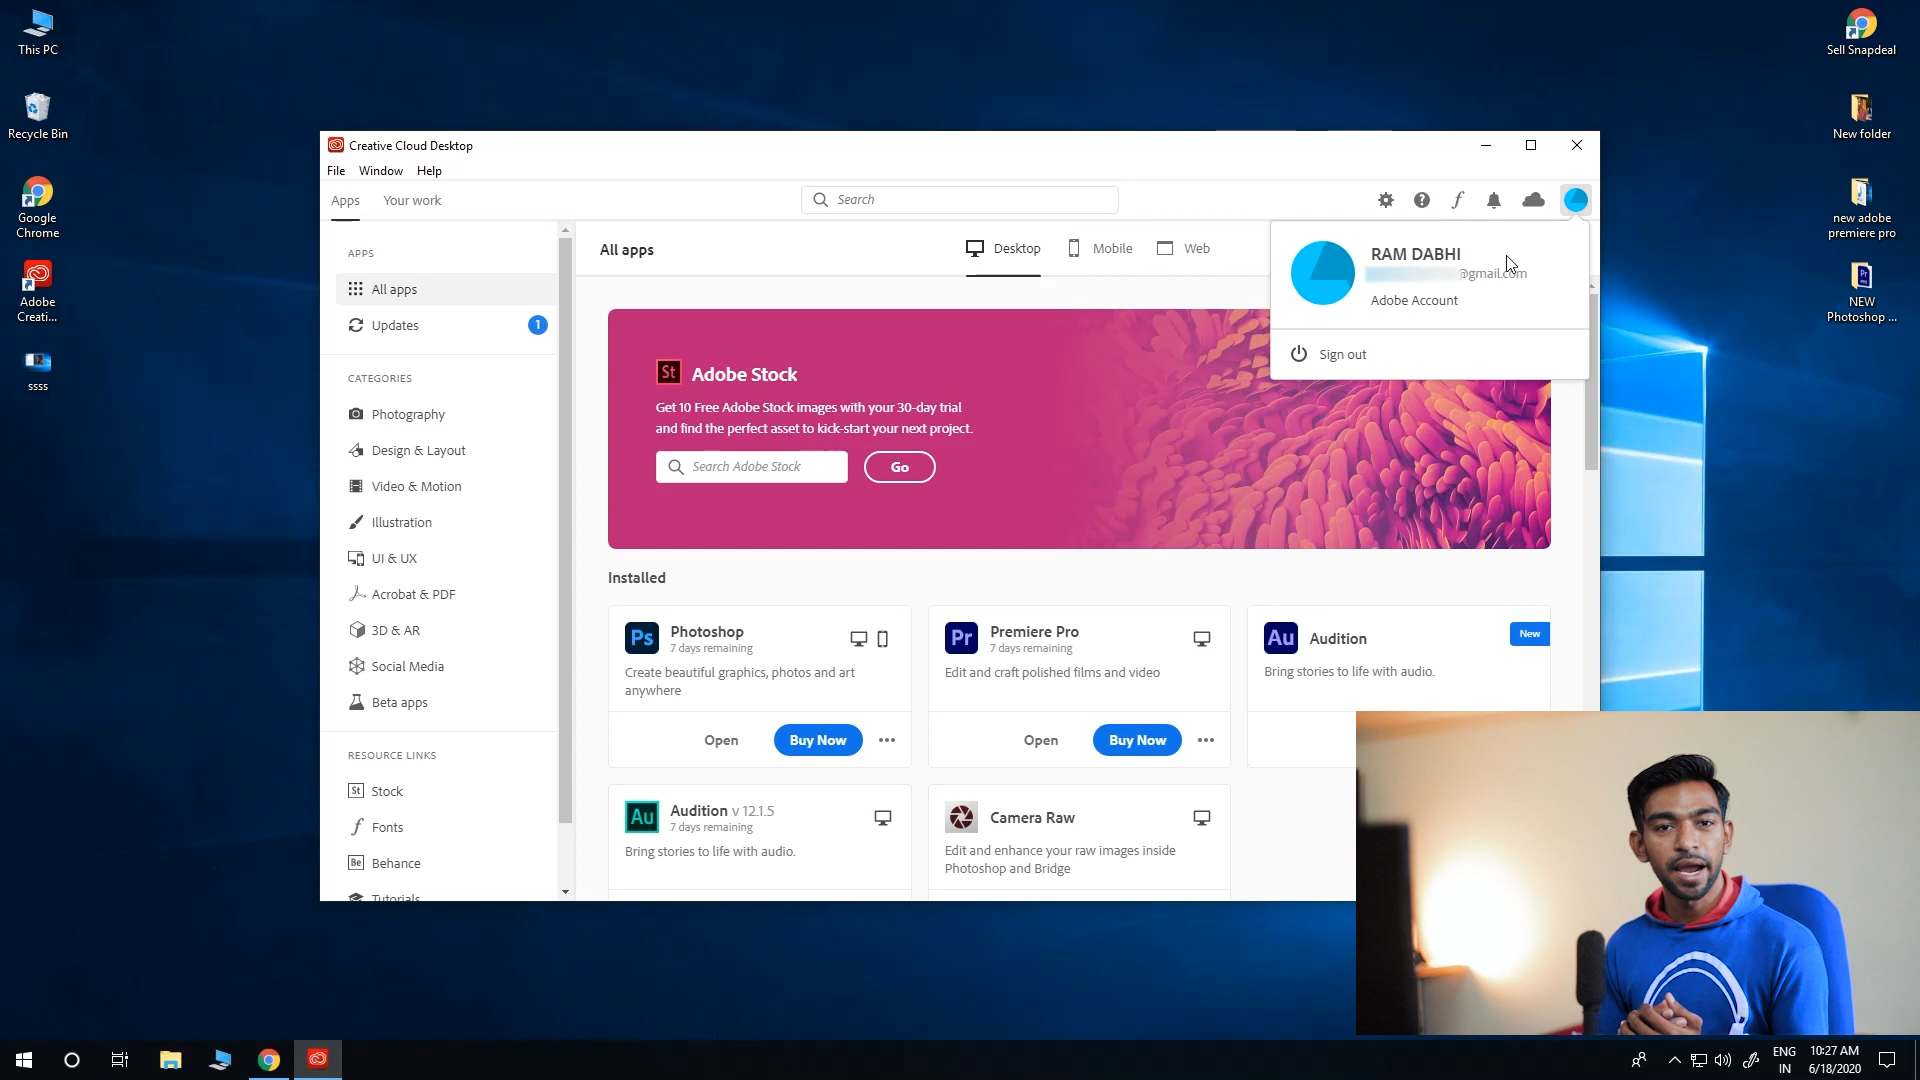 This PC
Recycle Bin
Google
Chrome
Adobe
Creati...
ssss
Sell Snapdeal
New folder
new adobe
premiere pro
Pr
NEW
Photoshop ...
Creative Cloud Desktop
File Window Help
Apps Your work
Search
RAM DABHI
@gmail.com
Adobe Account
Sign out
APPS
All apps
Updates 1
CATEGORIES
Photography
Design & Layout
Video & Motion
Illustration
UI & UX
Acrobat & PDF
3D & AR
Social Media
Beta apps
RESOURCE LINKS
St Stock
Fonts
Be Behance
Tutorials
All apps
Desktop Mobile Web
St Adobe Stock
Get 10 Free Adobe Stock images with your 30-day trial
and find the perfect asset to kick-start your next project.
Search Adobe Stock Go
Installed
Ps Photoshop
7 days remaining
Create beautiful graphics, photos and art
anywhere
Open Buy Now
Pr Premiere Pro
7 days remaining
Edit and craft polished films and video
Open Buy Now
Au Audition New
Bring stories to life with audio.
Au Audition v 12.1.5
7 days remaining
Bring stories to life with audio.
Camera Raw
Edit and enhance your raw images inside
Photoshop and Bridge
ENG
IN
10:27 AM
6/18/2020